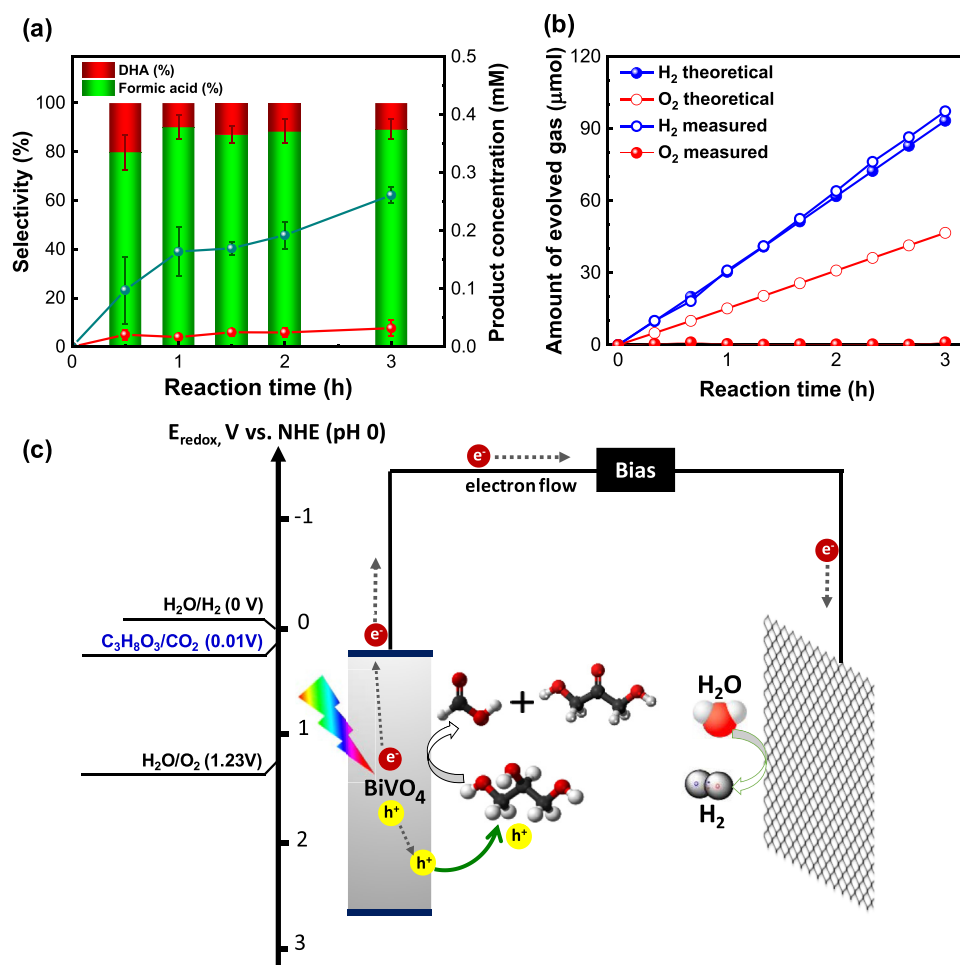 (a)
DHA (%)
Formic acid (%)
Selectivity (%)
0
20
40
60
80
100
0.0
0.1
0.2
0.3
0.4
0.5
Product concentration (mM)
0
1
2
3
Reaction time (h)
(b)
H₂ theoretical
O₂ theoretical
H₂ measured
O₂ measured
Amount of evolved gas (μmol)
0
30
60
90
120
0
1
2
3
Reaction time (h)
(c)
E_redox, V vs. NHE (pH 0)
-1
0
1
2
3
H₂O/H₂ (0 V)
C₃H₈O₃/CO₂ (0.01V)
H₂O/O₂ (1.23V)
e⁻
electron flow
Bias
e⁻
e⁻
e⁻
BiVO₄
h⁺
h⁺
h⁺
+
H₂O
H₂